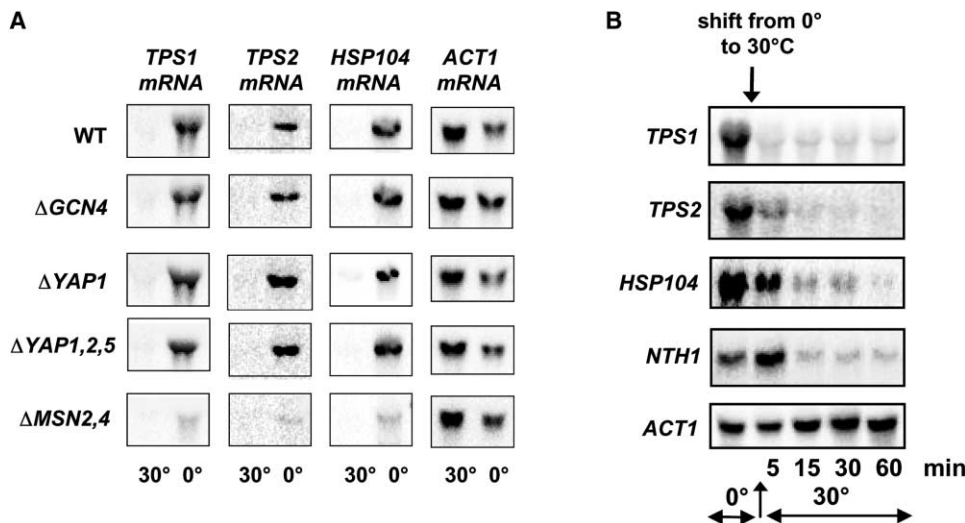 A
TPS1 TPS2 HSP104 ACT1
mRNA mRNA mRNA mRNA
WT
ΔGCN4
ΔYAP1
ΔYAP1,2,5
ΔMSN2,4
30° 0° 30° 0° 30° 0° 30° 0°
B
shift from 0°
to 30°C
TPS1
TPS2
HSP104
NTH1
ACT1
5 15 30 60 min
0° 30°